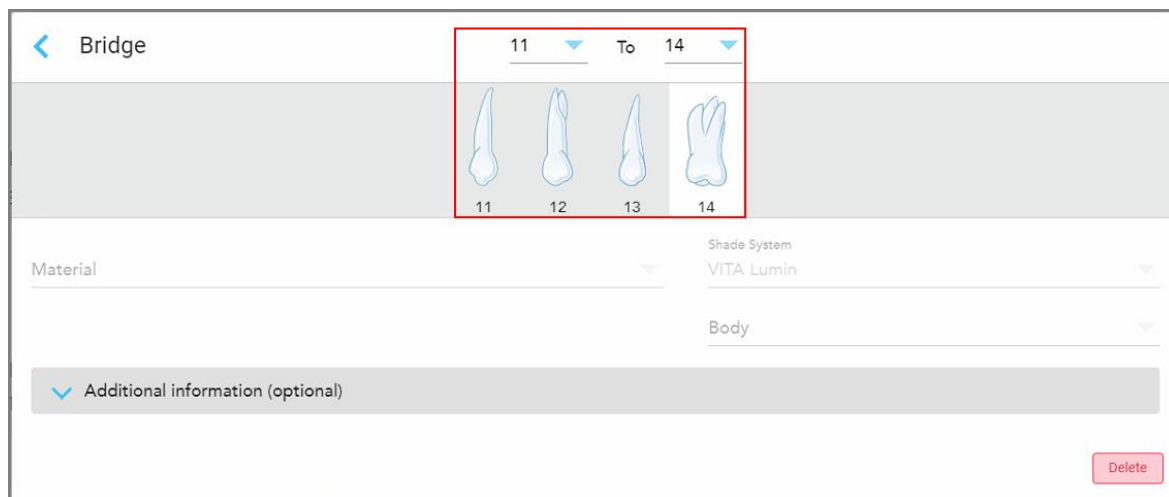 Bridge 11 To 14
11 12 13 14
Shade System
Material VITA Lumin
Body
Additional information (optional)
Delete